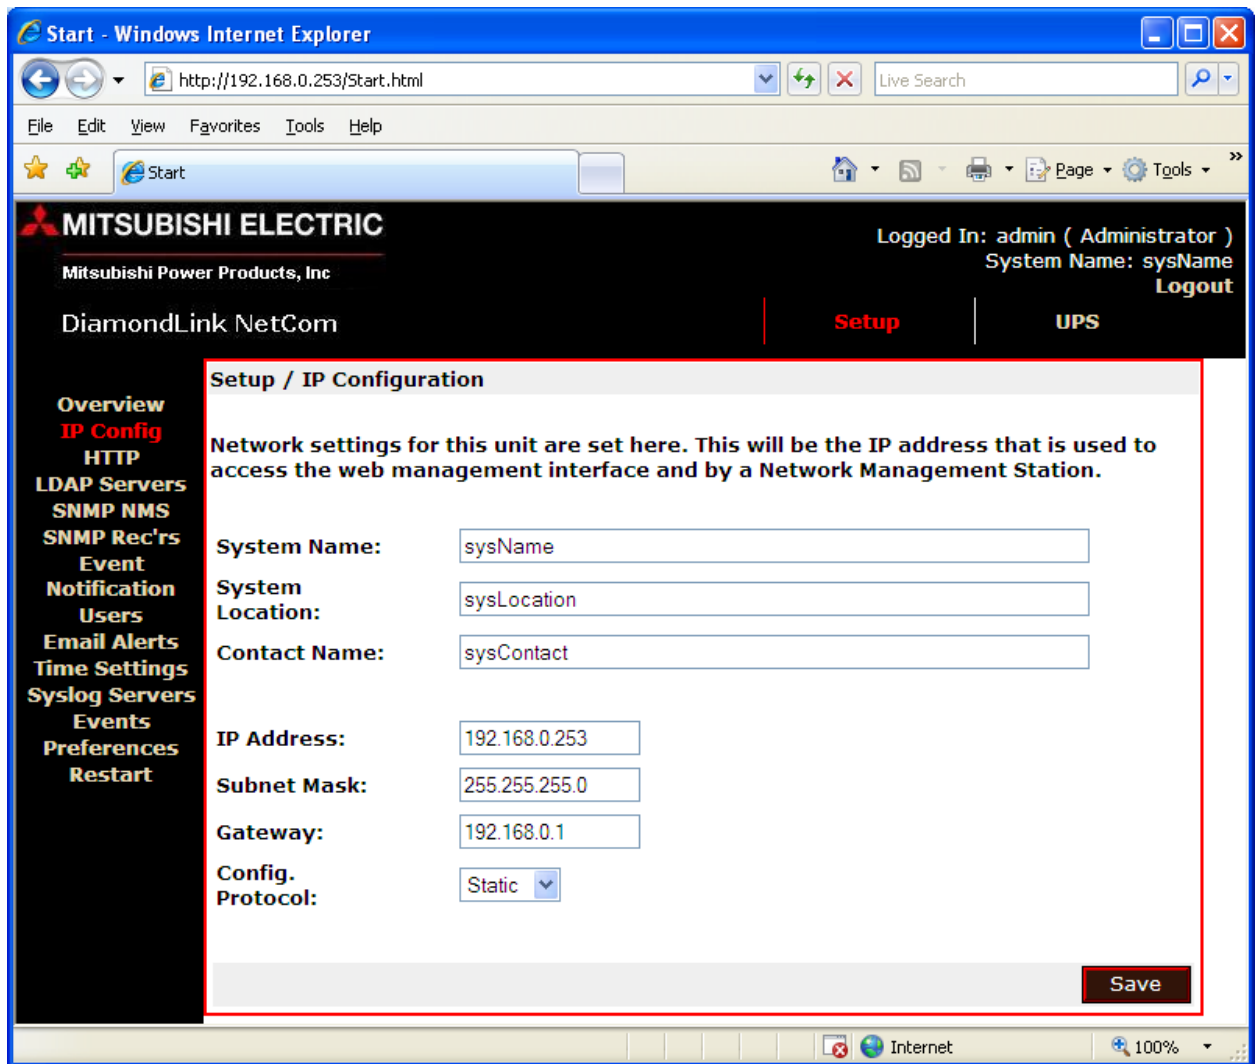 Start - Windows Internet Explorer
http://192.168.0.253/Start.html
Live Search
File Edit View Favorites Tools Help
Start
Page Tools »
MITSUBISHI ELECTRIC
Mitsubishi Power Products, Inc
Logged In: admin ( Administrator )
System Name: sysName
Logout
DiamondLink NetCom
Setup
UPS
Overview
IP Config
HTTP
LDAP Servers
SNMP NMS
SNMP Rec'rs
Event
Notification
Users
Email Alerts
Time Settings
Syslog Servers
Events
Preferences
Restart
Setup / IP Configuration
Network settings for this unit are set here. This will be the IP address that is used to
access the web management interface and by a Network Management Station.
System Name: sysName
System
Location: sysLocation
Contact Name: sysContact
IP Address: 192.168.0.253
Subnet Mask: 255.255.255.0
Gateway: 192.168.0.1
Config.
Protocol: Static
Save
Internet
100%